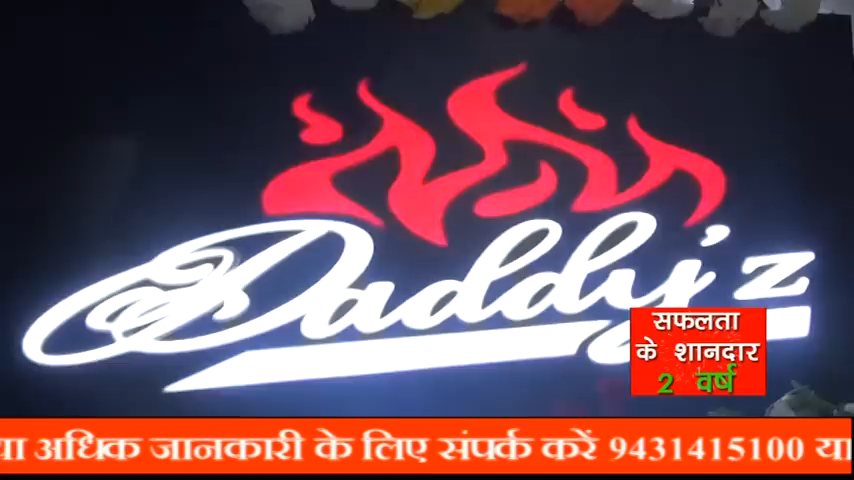 Daddy'z
सफलता
के शानदार
2 वर्ष
या अधिक जानकारी के लिए संपर्क करें 9431415100 या